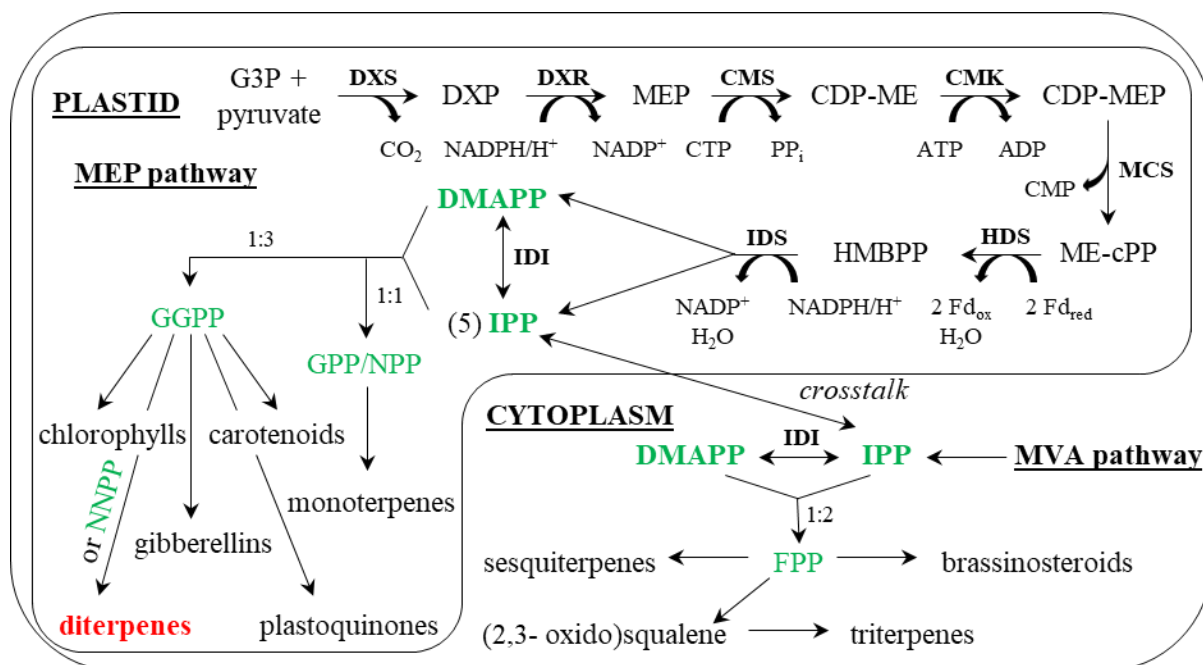 PLASTID
G3P +
pyruvate
DXS
DXP
DXR
MEP
CMS
CDP-ME
CMK
CDP-MEP
CO2
NADPH/H+
NADP+
CTP
PPi
ATP
ADP
MEP pathway
CMP
MCS
DMAPP
1:3
IDI
IDS
HMBPP
HDS
ME-cPP
1:1
GGPP
(5) IPP
NADP+
H2O
NADPH/H+
2 Fdox
H2O
2 Fdred
GPP/NPP
crosstalk
chlorophylls
carotenoids
CYTOPLASM
DMAPP
IDI
IPP
MVA pathway
or NNPP
monoterpenes
1:2
gibberellins
sesquiterpenes
FPP
brassinosteroids
diterpenes
plastoquinones
(2,3- oxido)squalene
triterpenes